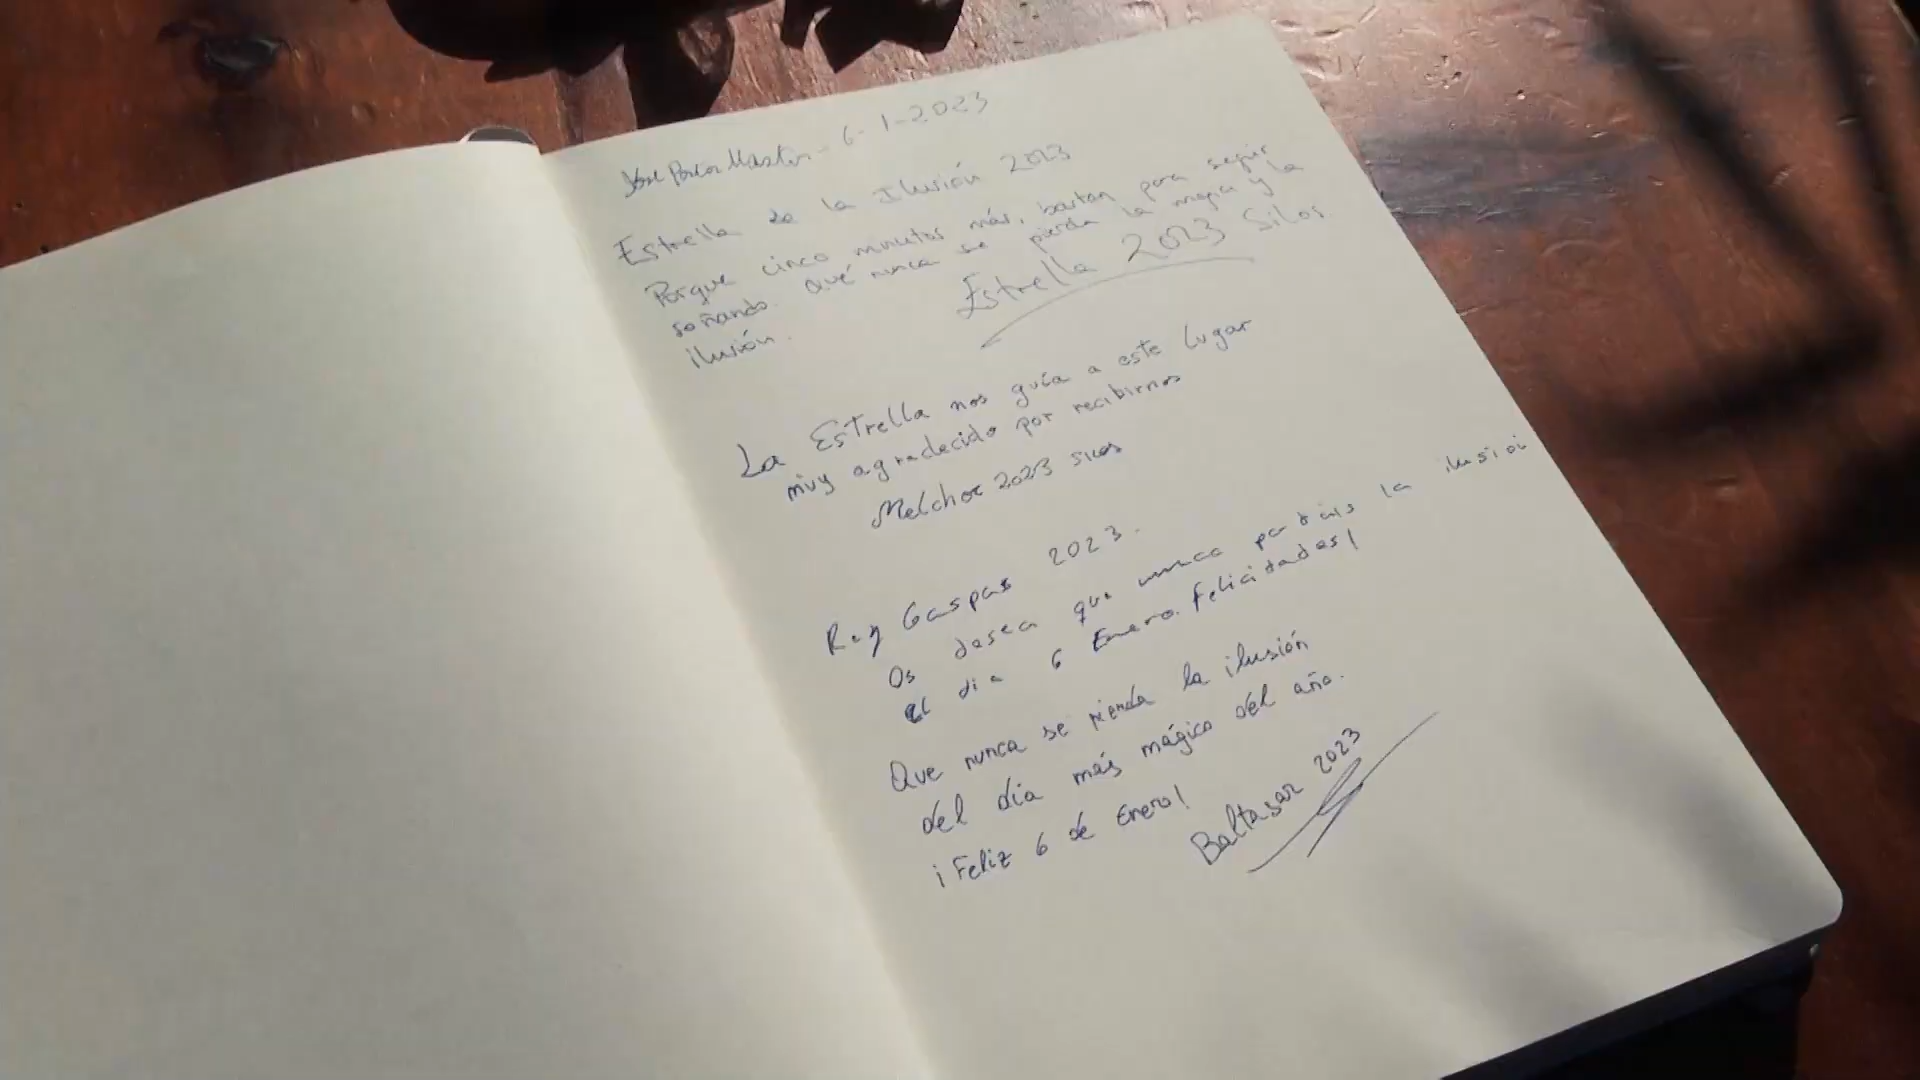 José - 6-1-2023
Estrella de la Ilusión 2023
Porque cinco minutos más, bastan para seguir
soñando. Qué nunca se pierda la magia y la
ilusión.
Estrella 2023 Silos.
La Estrella nos guía a este lugar
muy agradecido por recibirnos
Melchor 2023 silos
Rey Gaspar 2023.
Os desea que nunca perdáis la ilusión
el dia 6 Enero. Felicidades!
Que nunca se pierda la ilusión
del día más mágico del año.
¡Feliz 6 de Enero!
Baltasar 2023